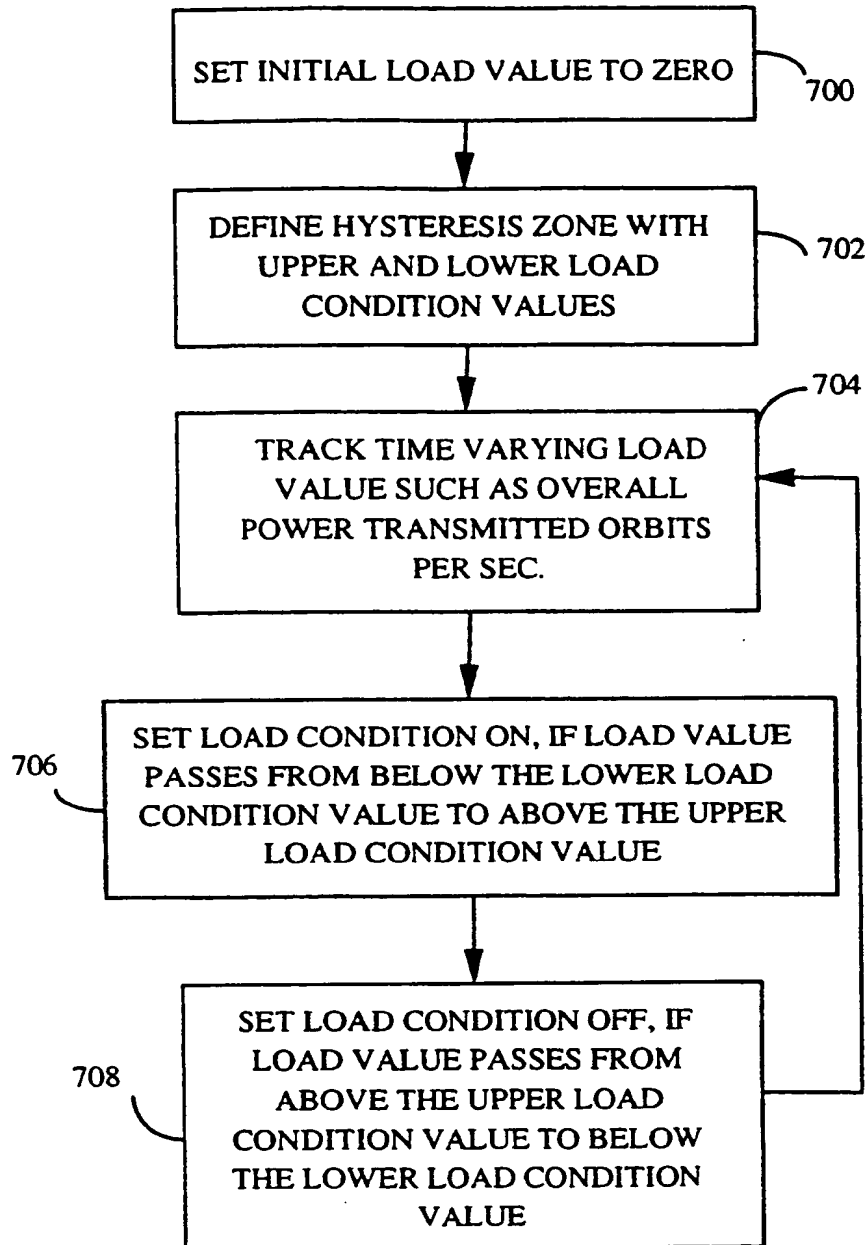 SET INITIAL LOAD VALUE TO ZERO
700
DEFINE HYSTERESIS ZONE WITH
UPPER AND LOWER LOAD
CONDITION VALUES
702
704
TRACK TIME VARYING LOAD
VALUE SUCH AS OVERALL
POWER TRANSMITTED ORBITS
PER SEC.
706
SET LOAD CONDITION ON, IF LOAD VALUE
PASSES FROM BELOW THE LOWER LOAD
CONDITION VALUE TO ABOVE THE UPPER
LOAD CONDITION VALUE
708
SET LOAD CONDITION OFF, IF
LOAD VALUE PASSES FROM
ABOVE THE UPPER LOAD
CONDITION VALUE TO BELOW
THE LOWER LOAD CONDITION
VALUE